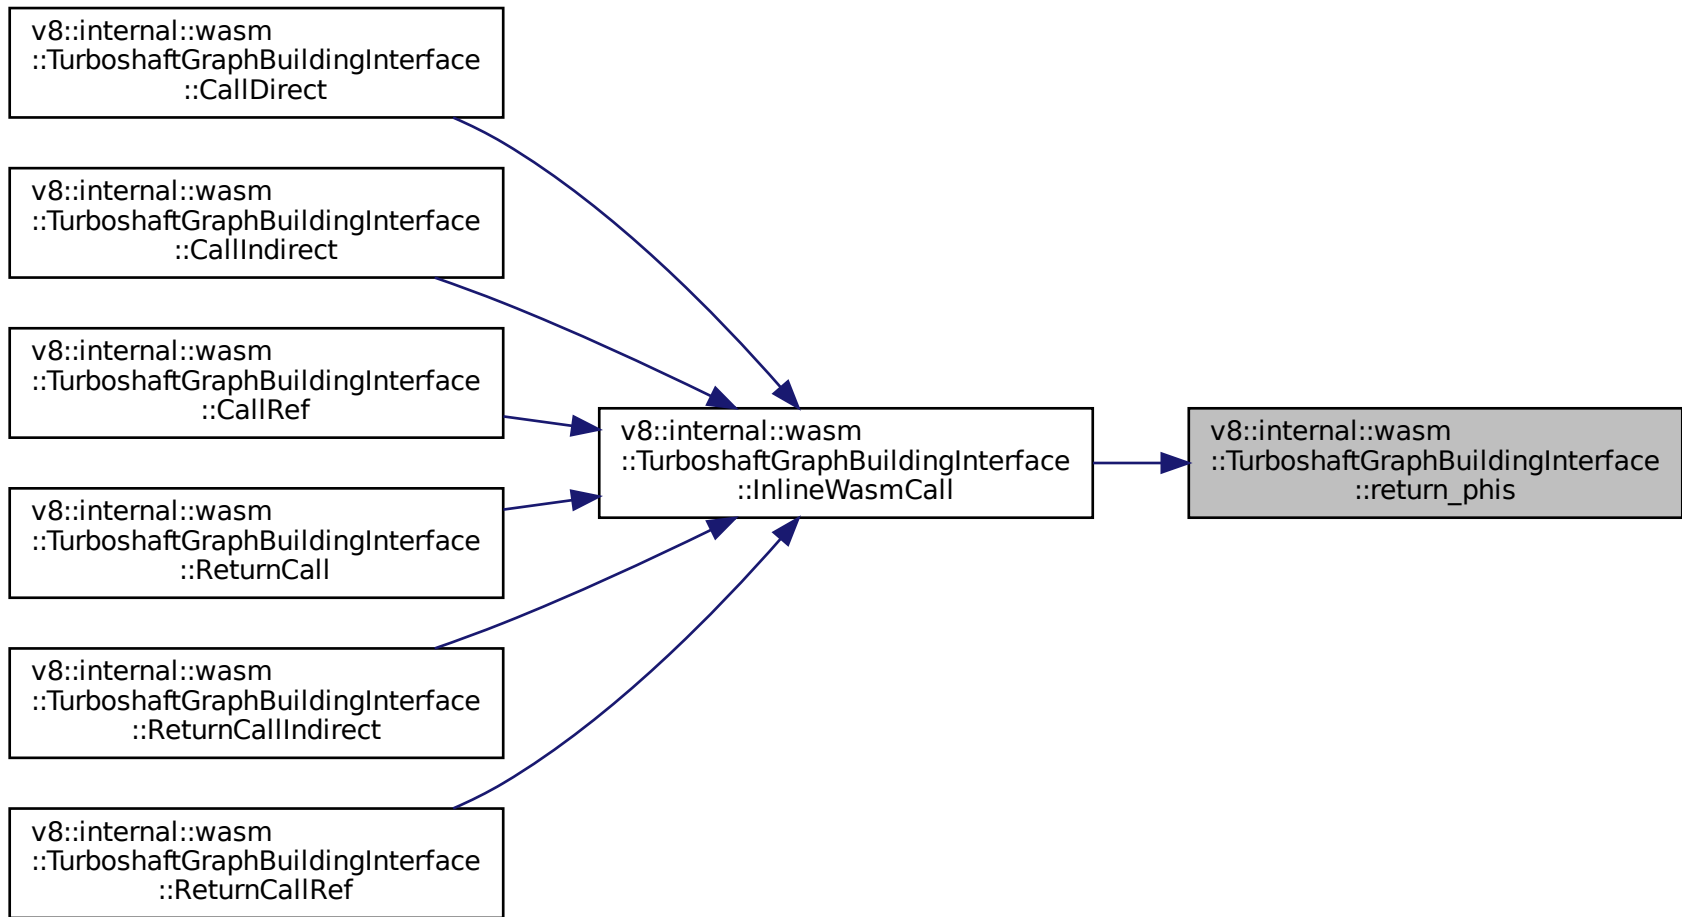 v8::internal::wasm
::TurboshaftGraphBuildingInterface
::CallDirect
v8::internal::wasm
::TurboshaftGraphBuildingInterface
::CallIndirect
v8::internal::wasm
::TurboshaftGraphBuildingInterface
::CallRef
v8::internal::wasm
::TurboshaftGraphBuildingInterface
::ReturnCall
v8::internal::wasm
::TurboshaftGraphBuildingInterface
::ReturnCallIndirect
v8::internal::wasm
::TurboshaftGraphBuildingInterface
::ReturnCallRef
v8::internal::wasm
::TurboshaftGraphBuildingInterface
::InlineWasmCall
v8::internal::wasm
::TurboshaftGraphBuildingInterface
::return_phis